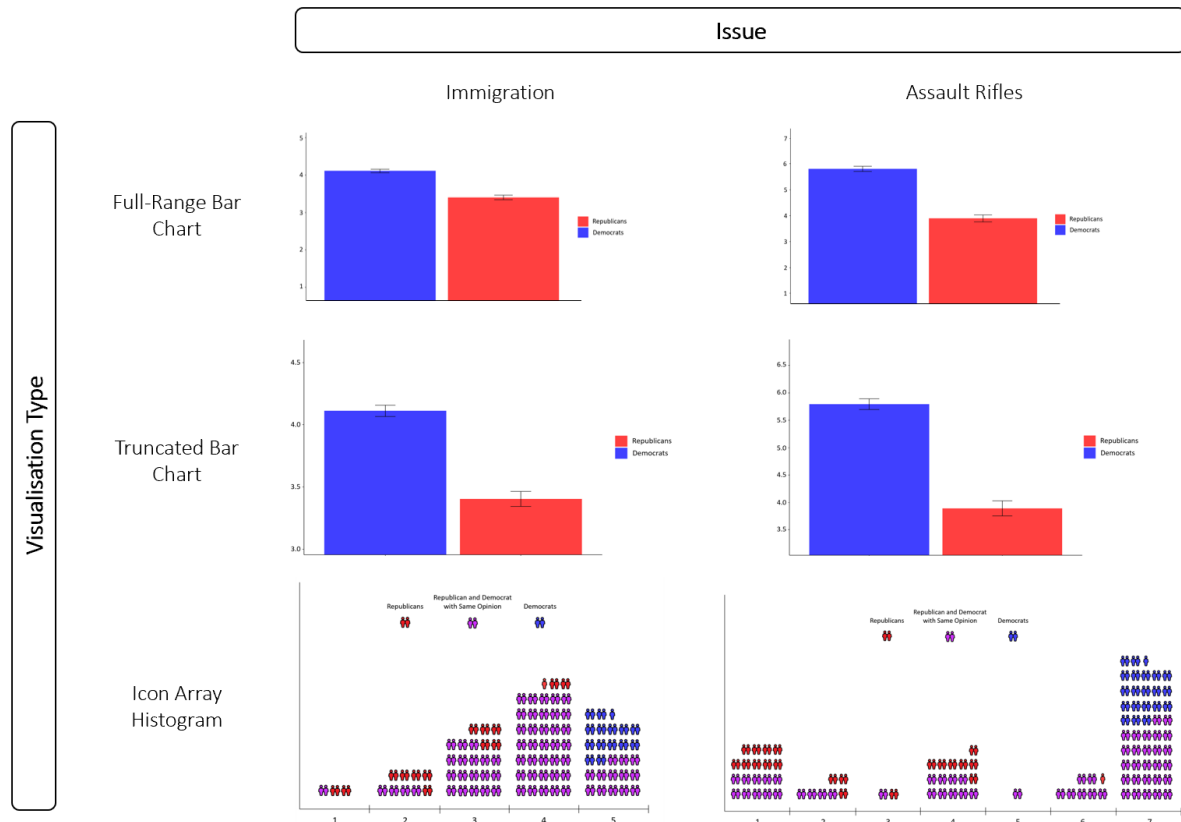 Issue
Immigration
Assault Rifles
Visualisation Type
Full-Range Bar
Chart
5
4
3
2
1
Republicans
Democrats
7
6
5
4
3
2
1
Republicans
Democrats
Truncated Bar
Chart
4.5
4.0
3.5
3.0
Republicans
Democrats
6.5
6.0
5.5
5.0
4.5
4.0
3.5
Republicans
Democrats
Icon Array
Histogram
Republicans
Republican and Democrat
with Same Opinion
Democrats
1 2 3 4 5
Republicans
Republican and Democrat
with Same Opinion
Democrats
1 2 3 4 5 6 7